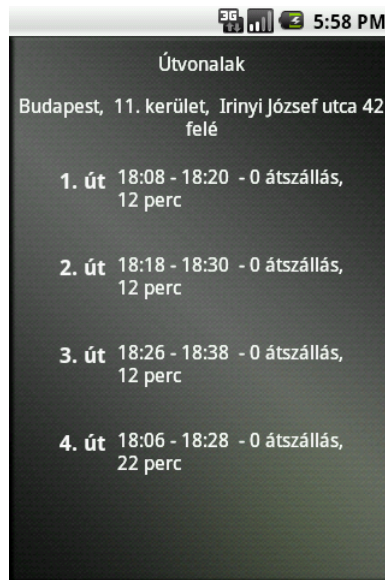 3G
5:58 PM
Útvonalak
Budapest, 11. kerület, Irinyi József utca 42
felé
1. út 18:08 - 18:20 - 0 átszállás,
12 perc
2. út 18:18 - 18:30 - 0 átszállás,
12 perc
3. út 18:26 - 18:38 - 0 átszállás,
12 perc
4. út 18:06 - 18:28 - 0 átszállás,
22 perc